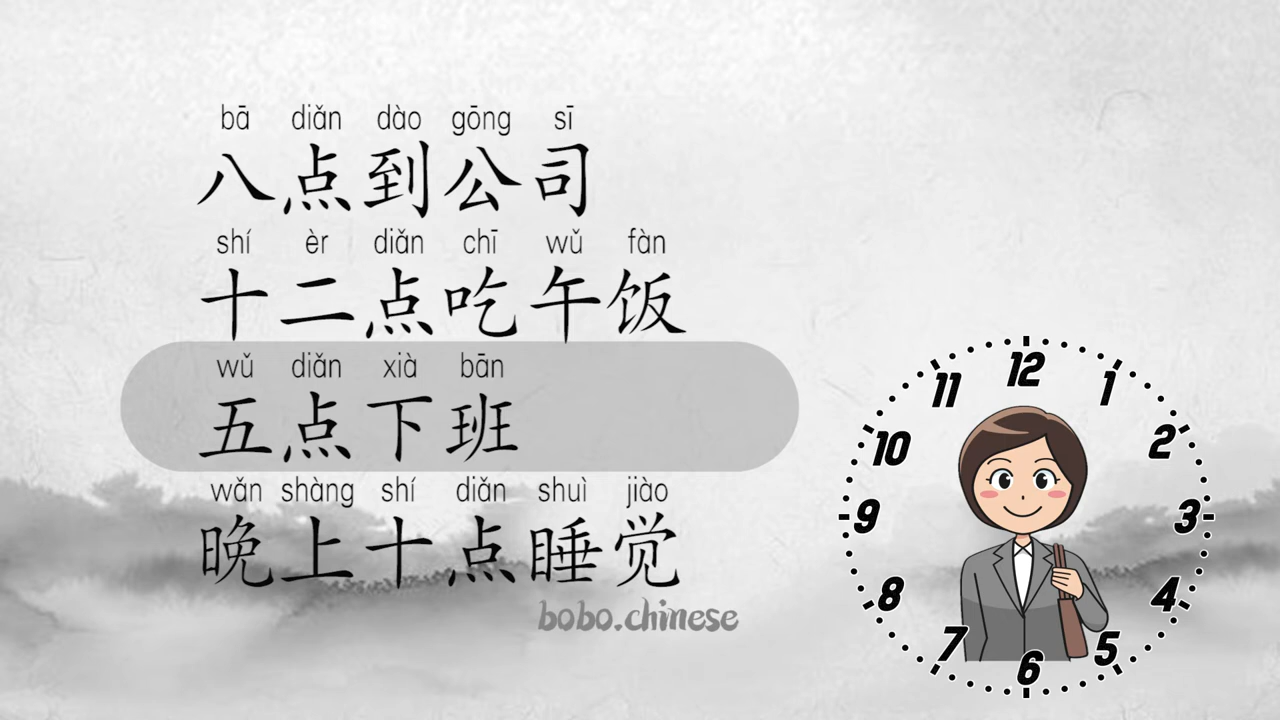 bā diǎn dào gōng sī
八点到公司
shí èr diǎn chī wǔ fàn
十二点吃午饭
wǔ diǎn xià bān
五点下班
wǎn shàng shí diǎn shuì jiào
晚上十点睡觉
bobo.chinese
12
1
2
3
4
5
6
7
8
9
10
11